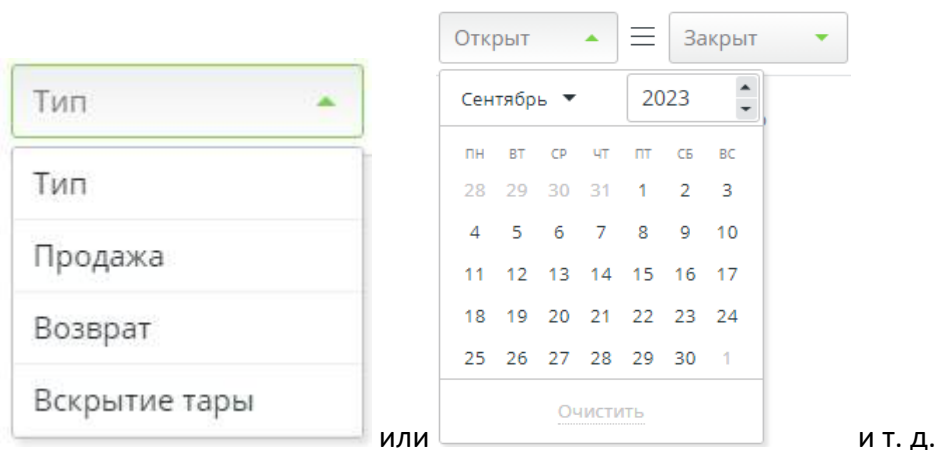 Тип
Тип
Продажа
Возврат
Вскрытие тары
или
Открыт Закрыт
Сентябрь 2023
ПН ВТ СР ЧТ ПТ СБ ВС
28 29 30 31 1 2 3
4 5 6 7 8 9 10
11 12 13 14 15 16 17
18 19 20 21 22 23 24
25 26 27 28 29 30 1
Очистить
и т. д.